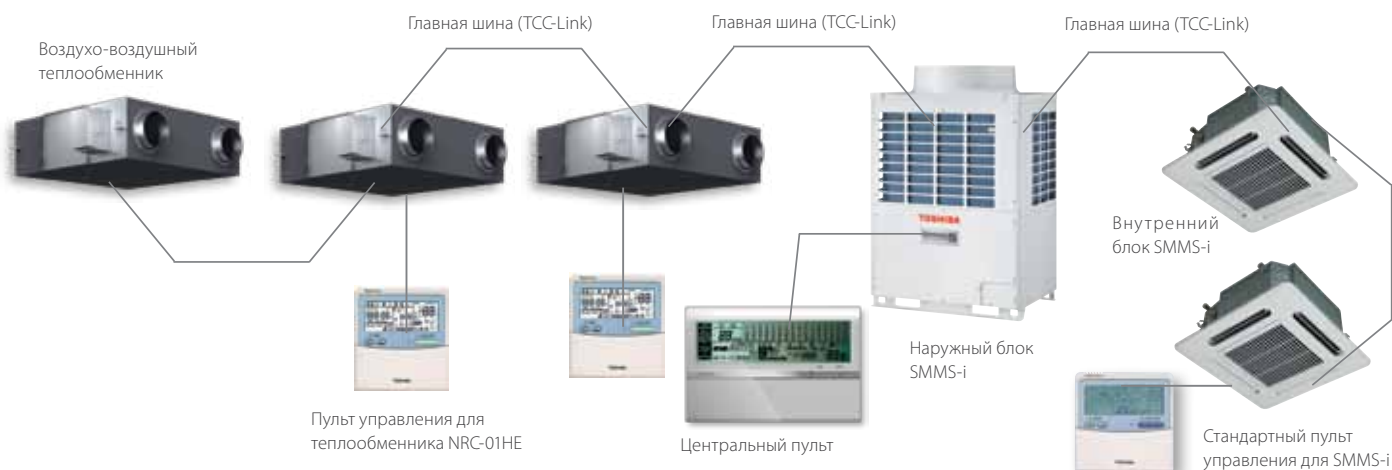 Главная шина (TCC-Link)
Главная шина (TCC-Link)
Главная шина (TCC-Link)
Воздухо-воздушный
теплообменник
TOSHIBA
Внутренний
блок SMMS-i
Наружный блок
SMMS-i
Пульт управления для
теплообменника NRC-01HE
Центральный пульт
Стандартный пульт
управления для SMMS-i